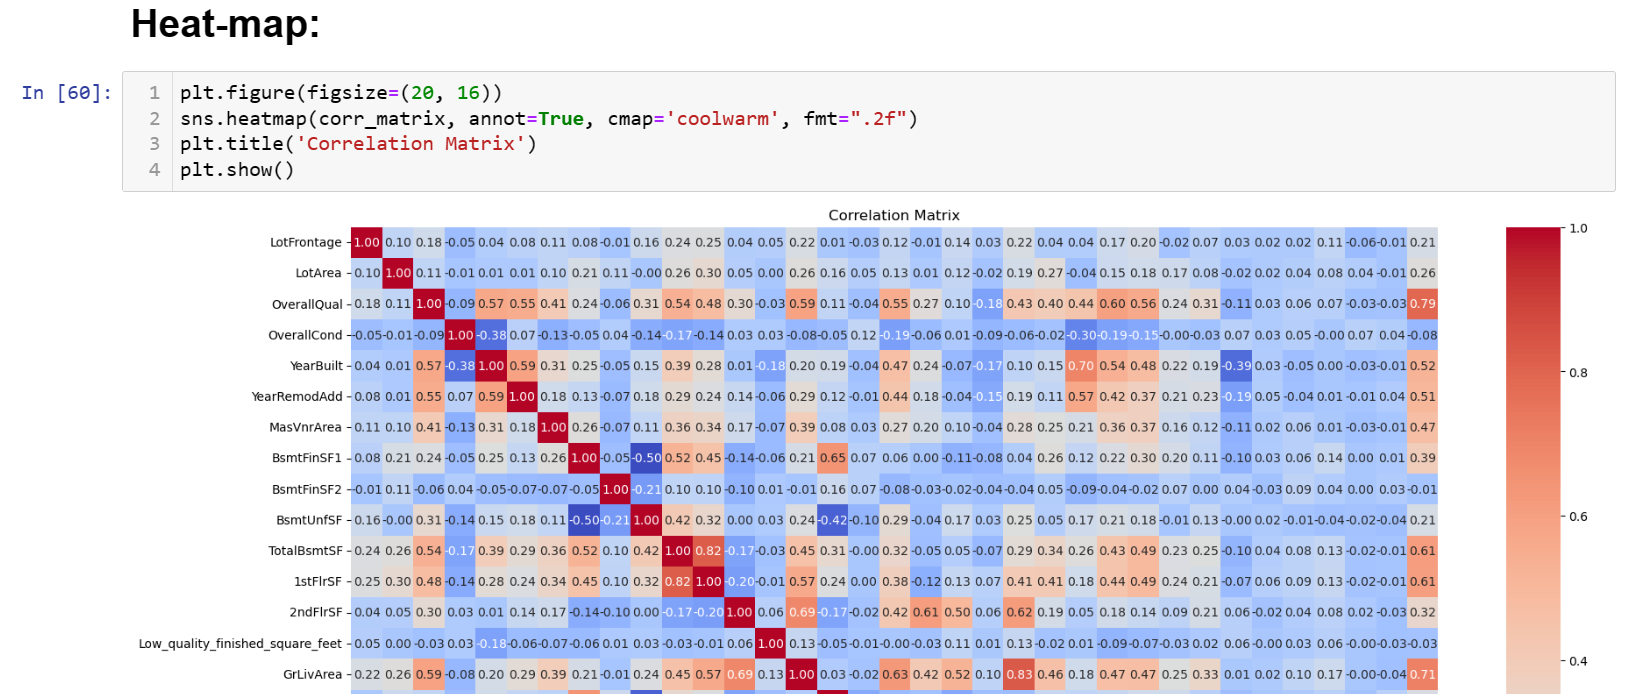 Heat-map:
In [60]:
1 plt.figure(figsize=(20, 16))
2 sns.heatmap(corr_matrix, annot=True, cmap='coolwarm', fmt=".2f")
3 plt.title('Correlation Matrix')
4 plt.show()
Correlation Matrix
LotFrontage 1.00 0.10 0.18 -0.05 0.04 0.08 0.11 0.08 -0.01 0.16 0.24 0.25 0.04 0.05 0.22 0.01 -0.03 0.12 -0.01 0.14 0.03 0.22 0.04 0.04 0.17 0.20 -0.02 0.07 0.03 0.02 0.02 0.11 -0.06 -0.01 0.21 1.0
LotArea 0.10 1.00 0.11 -0.01 0.01 0.01 0.10 0.21 0.11 -0.00 0.26 0.30 0.05 0.00 0.26 0.16 0.05 0.13 0.01 0.12 -0.02 0.19 0.27 -0.04 0.15 0.18 0.17 0.08 -0.02 0.02 0.04 0.08 0.04 -0.01 0.26
OverallQual 0.18 0.11 1.00 -0.09 0.57 0.55 0.41 0.24 -0.06 0.31 0.54 0.48 0.30 -0.03 0.59 0.11 -0.04 0.55 0.27 0.10 -0.18 0.43 0.40 0.44 0.60 0.56 0.24 0.31 -0.11 0.03 0.06 0.07 -0.03 -0.03 0.79
OverallCond -0.05 -0.01 -0.09 1.00 -0.38 0.07 -0.13 -0.05 0.04 -0.14 -0.17 -0.14 0.03 0.03 -0.08 -0.05 0.12 -0.19 -0.06 0.01 -0.09 -0.06 -0.02 -0.30 -0.19 -0.15 -0.00 -0.03 0.07 0.03 0.05 -0.00 0.07 0.04 -0.08
YearBuilt 0.04 0.01 0.57 -0.38 1.00 0.59 0.31 0.25 -0.05 0.15 0.39 0.28 0.01 -0.18 0.20 0.19 -0.04 0.47 0.24 -0.07 -0.17 0.10 0.15 0.70 0.54 0.48 0.22 0.19 -0.39 0.03 -0.05 0.00 -0.03 -0.01 0.52 0.8
YearRemodAdd 0.08 0.01 0.55 0.07 0.59 1.00 0.18 0.13 -0.07 0.18 0.29 0.24 0.14 -0.06 0.29 0.12 -0.01 0.44 0.18 -0.04 -0.15 0.19 0.11 0.57 0.42 0.37 0.21 0.23 -0.19 0.05 -0.04 0.01 -0.01 0.04 0.51
MasVnrArea 0.11 0.10 0.41 -0.13 0.31 0.18 1.00 0.26 -0.07 0.11 0.36 0.34 0.17 -0.07 0.39 0.08 0.03 0.27 0.20 0.10 -0.04 0.28 0.25 0.21 0.36 0.37 0.16 0.12 -0.11 0.02 0.06 0.01 -0.03 -0.01 0.47
BsmtFinSF1 0.08 0.21 0.24 -0.05 0.25 0.13 0.26 1.00 -0.05 -0.50 0.52 0.45 -0.14 -0.06 0.21 0.65 0.07 0.06 0.00 -0.11 -0.08 0.04 0.26 0.12 0.22 0.30 0.20 0.11 -0.10 0.03 0.06 0.14 0.00 0.01 0.39
BsmtFinSF2 -0.01 0.11 -0.06 0.04 -0.05 -0.07 -0.07 -0.05 1.00 -0.21 0.10 0.10 -0.10 0.01 -0.01 0.16 0.07 -0.08 -0.03 -0.02 -0.04 -0.04 0.05 -0.09 -0.04 -0.02 0.07 0.00 0.04 -0.03 0.09 0.04 0.00 0.03 -0.01
BsmtUnfSF 0.16 -0.00 0.31 -0.14 0.15 0.18 0.11 -0.50 -0.21 1.00 0.42 0.32 0.00 0.03 0.24 -0.42 -0.10 0.29 -0.04 0.17 0.03 0.25 0.05 0.17 0.21 0.18 -0.01 0.13 -0.00 0.02 -0.01 -0.04 -0.02 -0.04 0.21 0.6
TotalBsmtSF 0.24 0.26 0.54 -0.17 0.39 0.29 0.36 0.52 0.10 0.42 1.00 0.82 -0.17 -0.03 0.45 0.31 -0.00 0.32 -0.05 0.05 -0.07 0.29 0.34 0.26 0.43 0.49 0.23 0.25 -0.10 0.04 0.08 0.13 -0.02 -0.01 0.61
1stFlrSF 0.25 0.30 0.48 -0.14 0.28 0.24 0.34 0.45 0.10 0.32 0.82 1.00 -0.20 -0.01 0.57 0.24 0.00 0.38 -0.12 0.13 0.07 0.41 0.41 0.18 0.44 0.49 0.24 0.21 -0.07 0.06 0.09 0.13 -0.02 -0.01 0.61
2ndFlrSF 0.04 0.05 0.30 0.03 0.01 0.14 0.17 -0.14 -0.10 0.00 -0.17 -0.20 1.00 0.06 0.69 -0.17 -0.02 0.42 0.61 0.50 0.06 0.62 0.19 0.05 0.18 0.14 0.09 0.21 0.06 -0.02 0.04 0.08 0.02 -0.03 0.32
Low_quality_finished_square_feet 0.05 0.00 -0.03 0.03 -0.18 -0.06 -0.07 -0.06 0.01 0.03 -0.03 -0.01 0.06 1.00 0.13 -0.05 -0.01 -0.00 -0.03 0.11 0.01 0.13 -0.02 0.01 -0.09 -0.07 -0.03 0.02 0.06 -0.00 0.03 0.06 -0.00 -0.03 -0.03
GrLivArea 0.22 0.26 0.59 -0.08 0.20 0.29 0.39 0.21 -0.01 0.24 0.45 0.57 0.69 0.13 1.00 0.03 -0.02 0.63 0.42 0.52 0.10 0.83 0.46 0.18 0.47 0.47 0.25 0.33 0.01 0.02 0.10 0.17 -0.00 -0.04 0.71 0.4